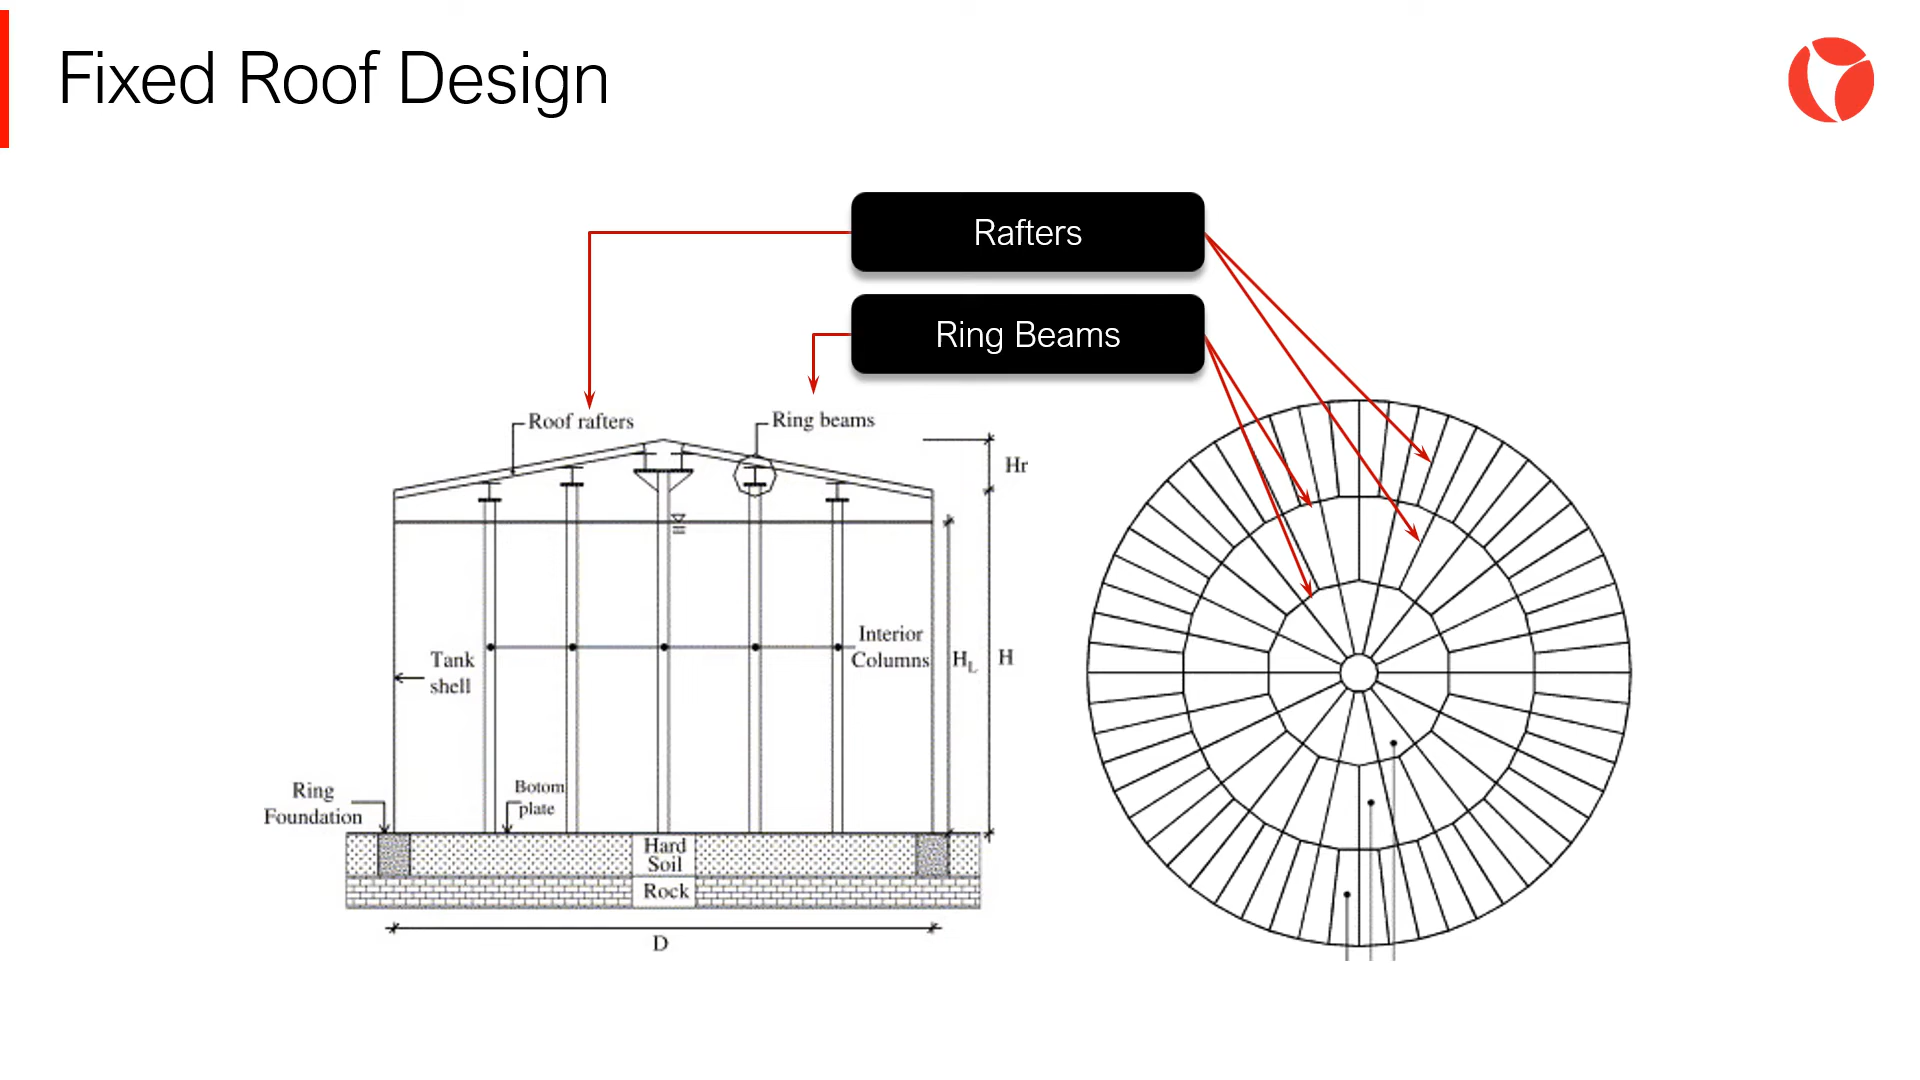 Fixed Roof Design
Rafters
Ring Beams
Roof rafters
Ring beams
Hr
Interior
Columns
H_L
H
Tank
shell
Ring
Foundation
Botom
plate
Hard
Soil
Rock
D